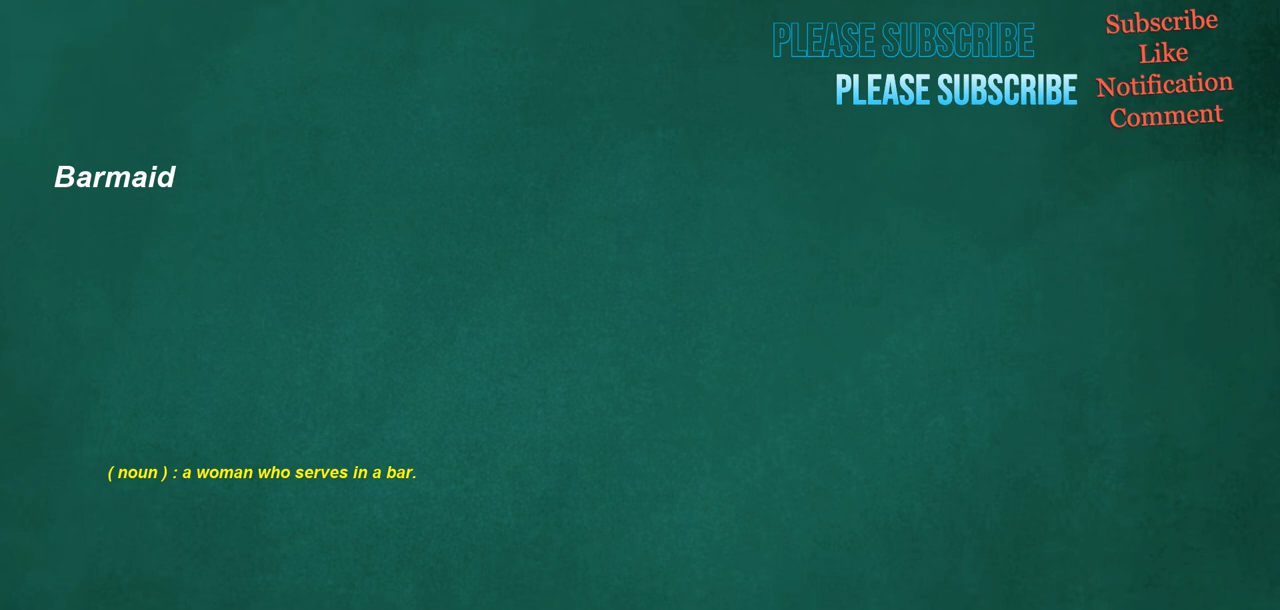 PLEASE SUBSCRIBE
PLEASE SUBSCRIBE
Subscribe
Like
Notification
Comment
Barmaid
( noun ) : a woman who serves in a bar.